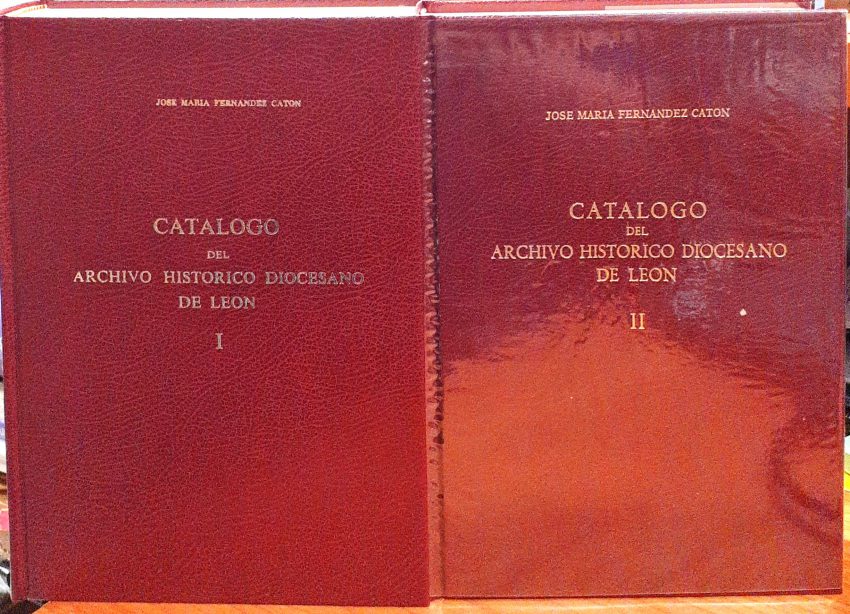 JOSE MARIA FERNANDEZ CATON
CATALOGO
DEL
ARCHIVO HISTORICO DIOCESANO
DE LEON
I
JOSE MARIA FERNANDEZ CATON
CATALOGO
DEL
ARCHIVO HISTORICO DIOCESANO
DE LEON
II